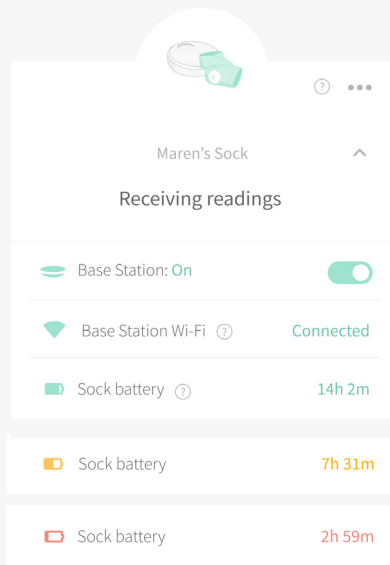 Maren's Sock
Receiving readings
Base Station: On
Base Station Wi-Fi ? Connected
Sock battery ? 14h 2m
Sock battery 7h 31m
Sock battery 2h 59m